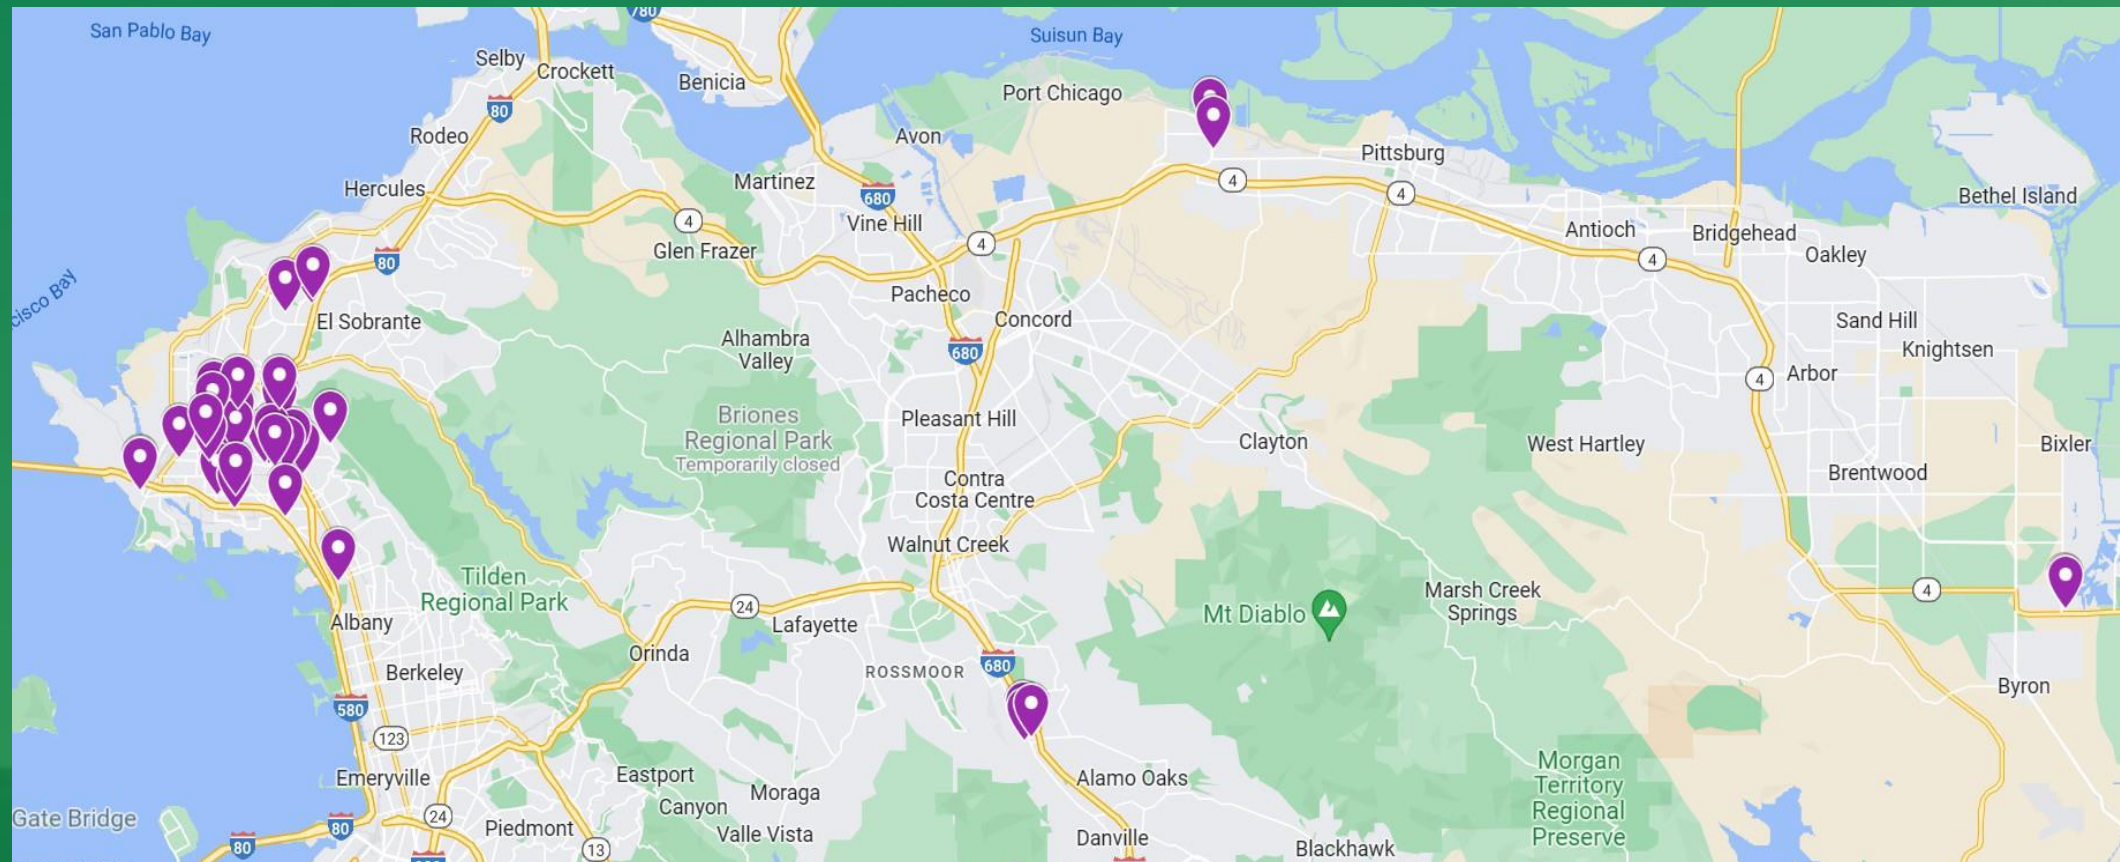 780
San Pablo Bay
Suisun Bay
Selby
Crockett
Benicia
Port Chicago
80
Rodeo
Avon
Pittsburg
Martinez
4
4
Hercules
680
Bethel Island
4
Vine Hill
Antioch
Bridgehead
4
Glen Frazer
Oakley
80
4
cisco Bay
Pacheco
El Sobrante
Concord
Sand Hill
Alhambra
Valley
680
Knightsen
4
Arbor
Briones
Regional Park
Temporarily closed
Pleasant Hill
Clayton
West Hartley
Bixler
Contra
Costa Centre
Brentwood
Walnut Creek
Tilden
Regional Park
Marsh Creek
Springs
4
24
Mt Diablo
Albany
Lafayette
Orinda
680
ROSSMOOR
Berkeley
Byron
580
123
Morgan
Territory
Regional
Preserve
Emeryville
Eastport
Alamo Oaks
Canyon
Moraga
Gate Bridge
24
80
Piedmont
Valle Vista
Danville
80
13
Blackhawk